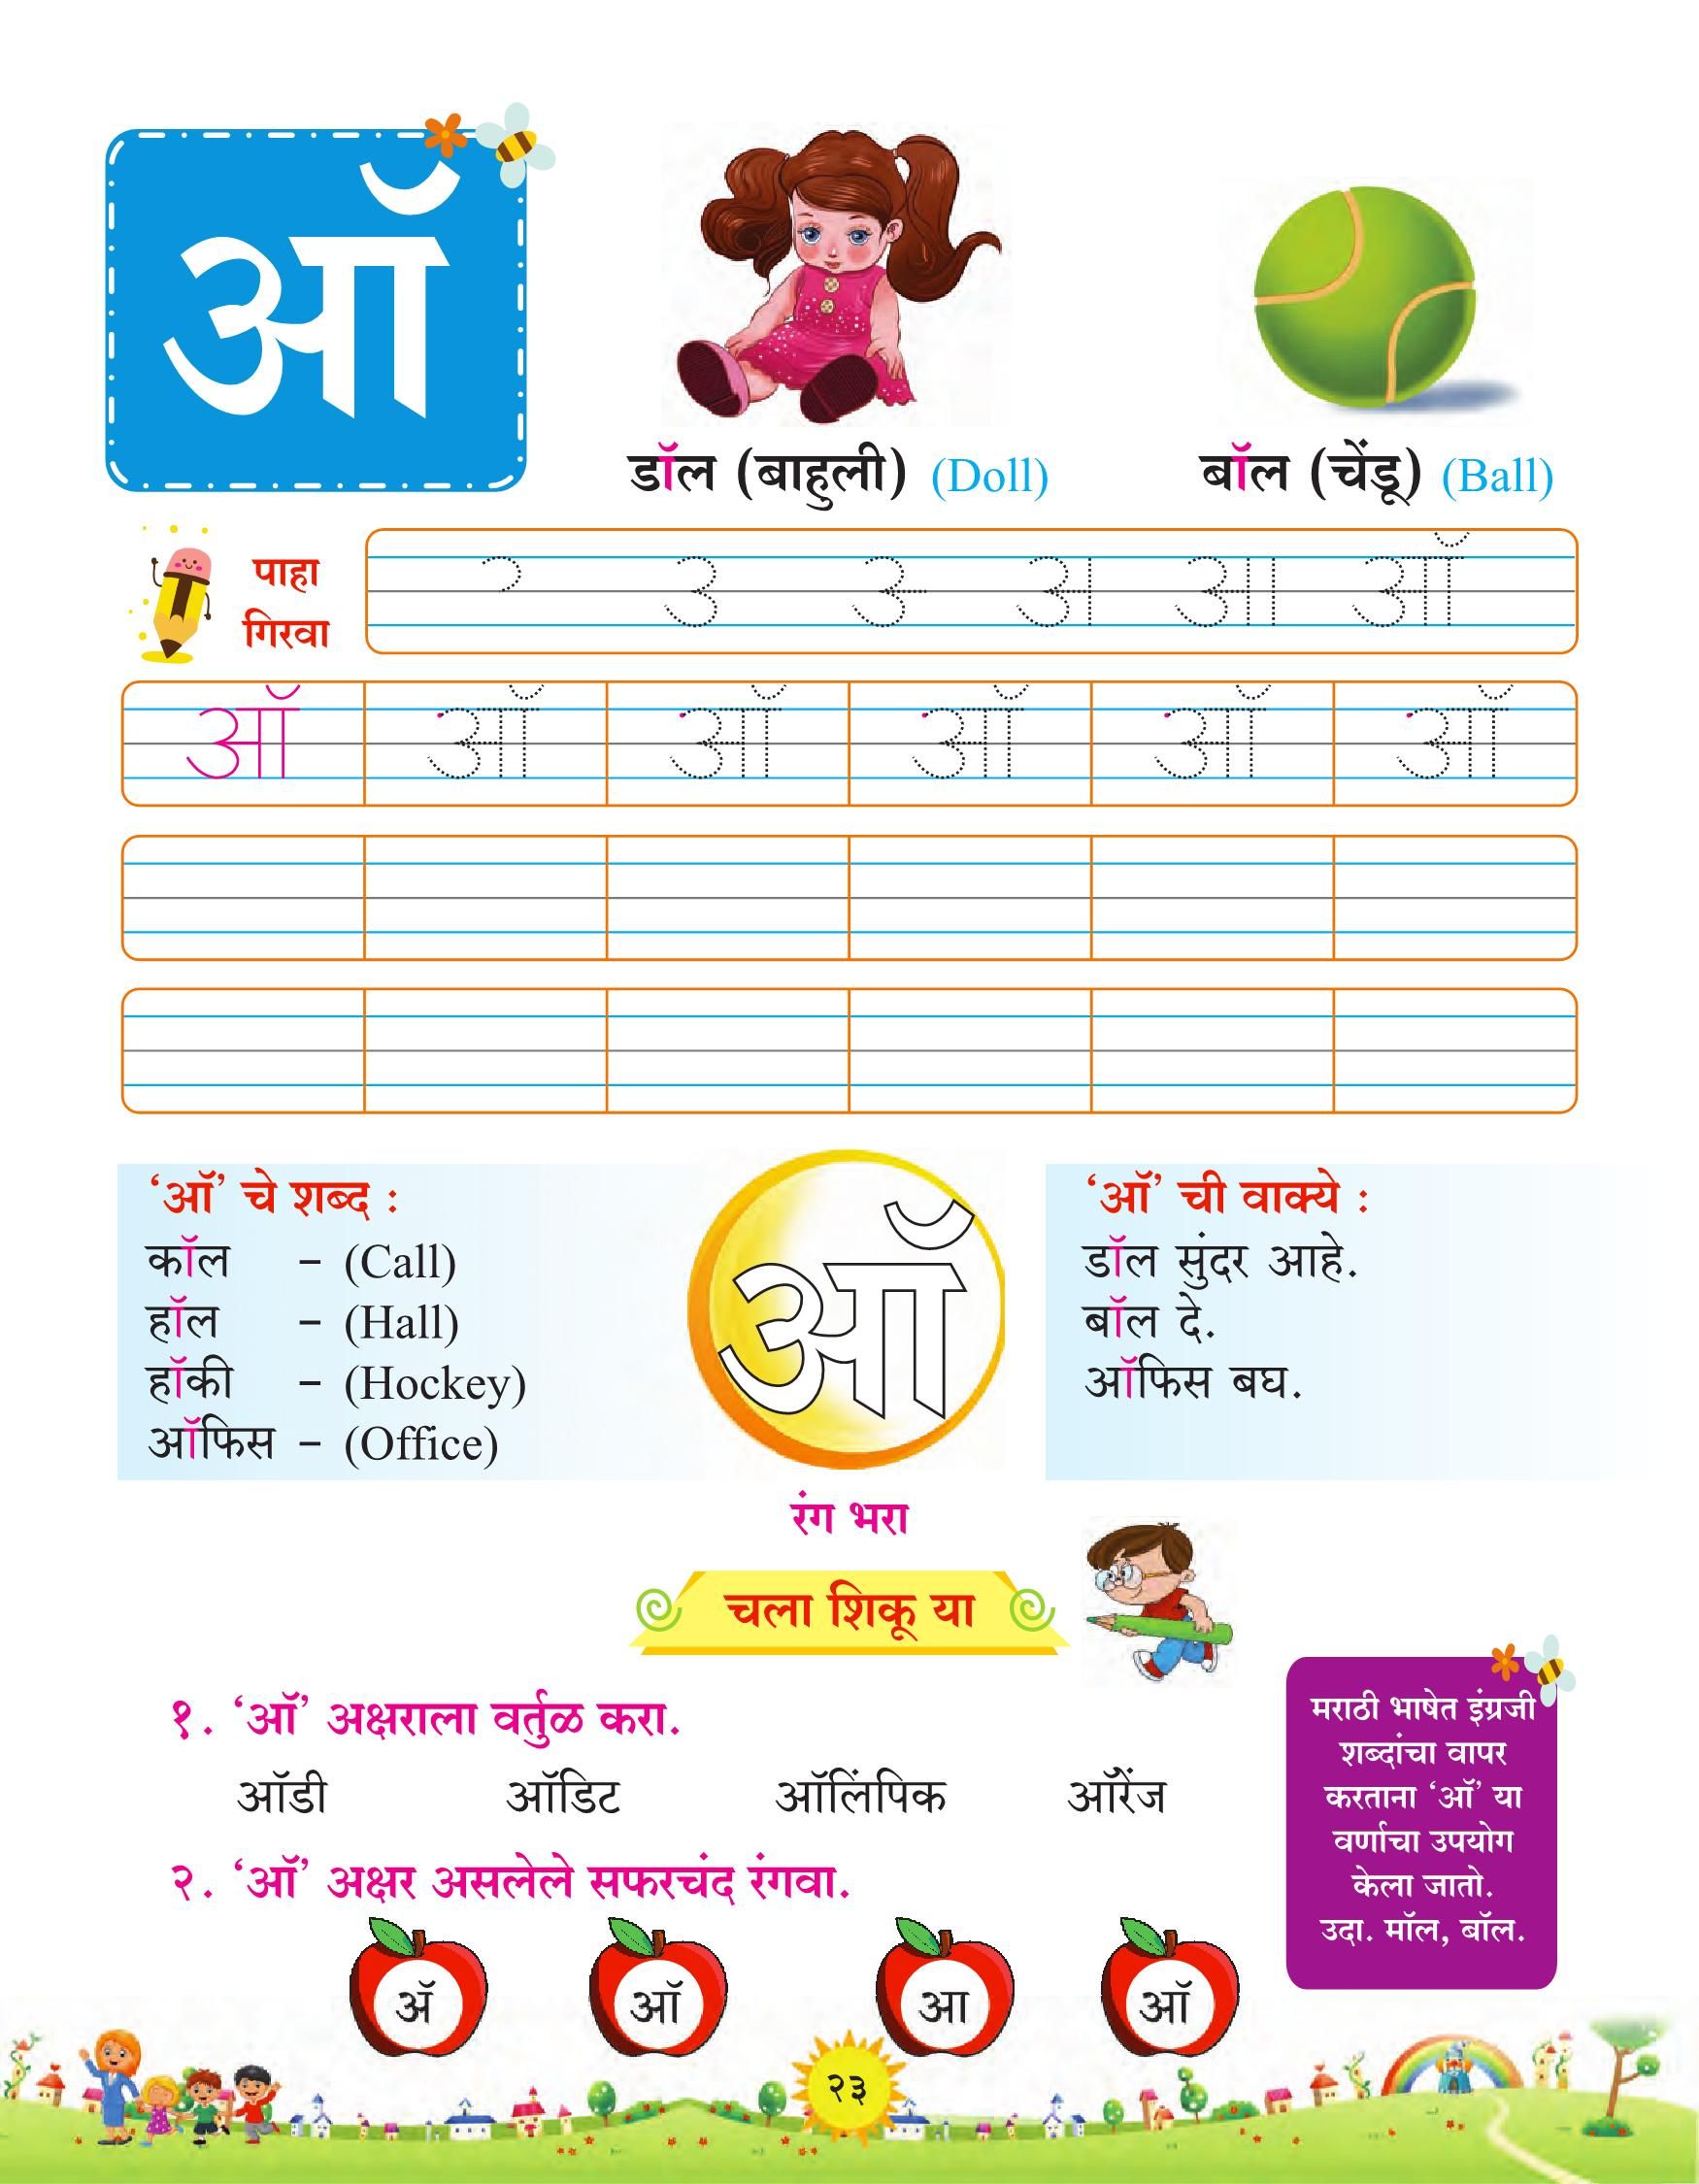 ऑ
डॉल (बाहुली) (Doll)
बॉल (चेंडू) (Ball)
पाहा
गिरवा
र उ उ अ आ ऑ
ऑ ऑ ऑ ऑ ऑ ऑ
‘ऑ’ चे शब्द :
कॉल – (Call)
हॉल – (Hall)
हॉकी – (Hockey)
ऑफिस – (Office)
ऑ
रंग भरा
‘ऑ’ ची वाक्ये :
डॉल सुंदर आहे.
बॉल दे.
ऑफिस बघ.
चला शिकू या
१. ‘ऑ’ अक्षराला वर्तुळ करा.
ऑडी ऑडिट ऑलिंपिक ऑरेंज
२. ‘ऑ’ अक्षर असलेले सफरचंद रंगवा.
ॲ ऑ आ ऑ
मराठी भाषेत इंग्रजी
शब्दांचा वापर
करताना ‘ऑ’ या
वर्णाचा उपयोग
केला जातो.
उदा. मॉल, बॉल.
२३